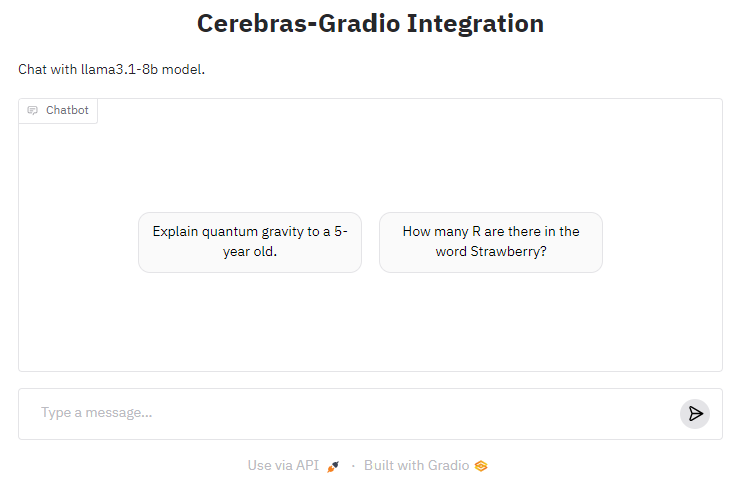 Cerebras-Gradio Integration
Chat with llama3.1-8b model.
Chatbot
Explain quantum gravity to a 5-
year old.
How many R are there in the
word Strawberry?
Type a message...
Use via API · Built with Gradio